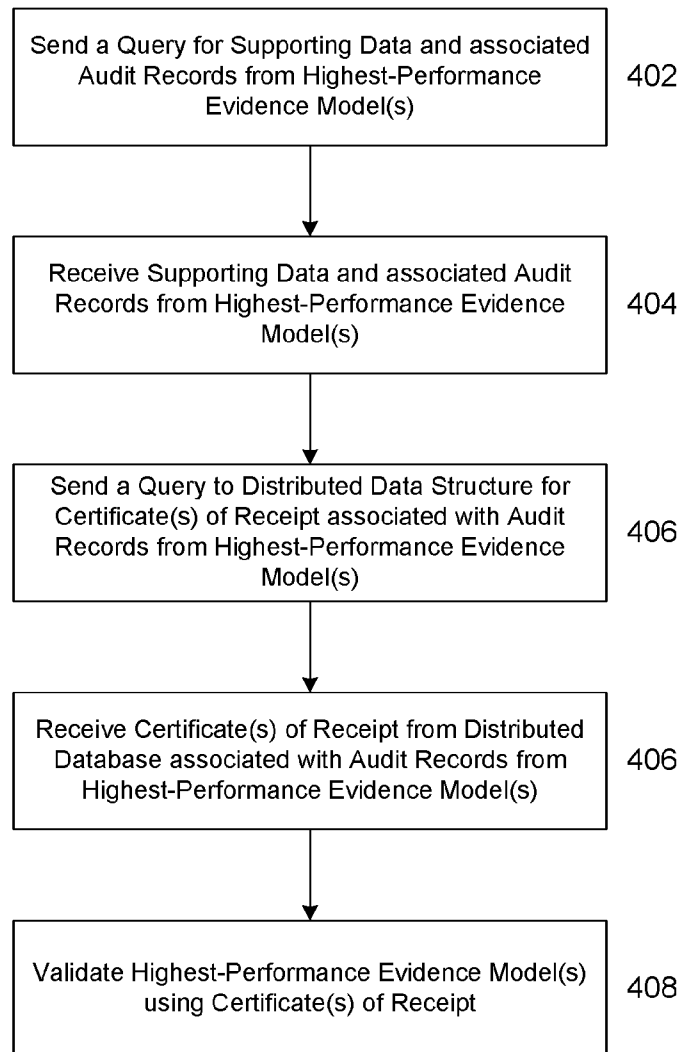 Send a Query for Supporting Data and associated
Audit Records from Highest-Performance
Evidence Model(s)
402
Receive Supporting Data and associated Audit
Records from Highest-Performance Evidence
Model(s)
404
Send a Query to Distributed Data Structure for
Certificate(s) of Receipt associated with Audit
Records from Highest-Performance Evidence
Model(s)
406
Receive Certificate(s) of Receipt from Distributed
Database associated with Audit Records from
Highest-Performance Evidence Model(s)
406
Validate Highest-Performance Evidence Model(s)
using Certificate(s) of Receipt
408